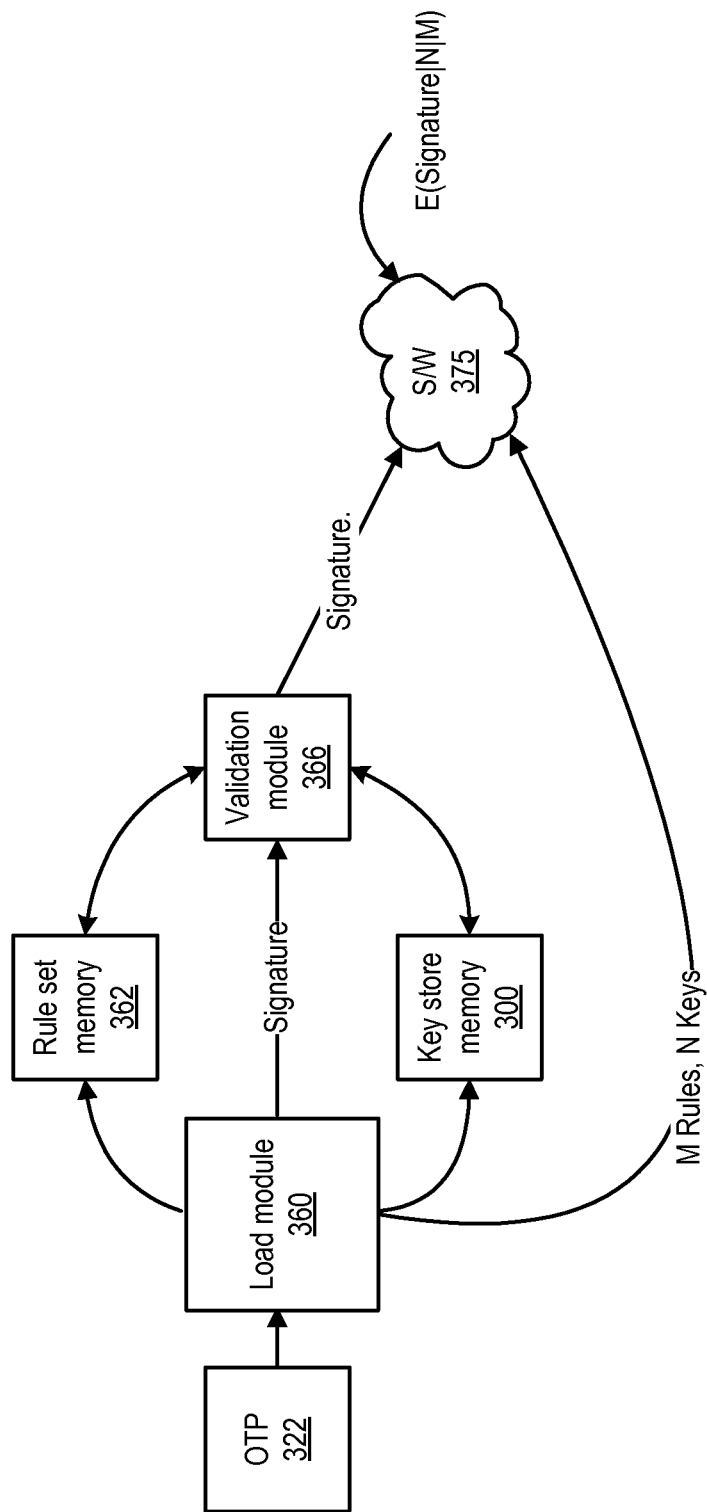 OTP
322
Load module
360
Rule set
memory
362
Signature
Key store
memory
300
Validation
module
366
Signature.
M Rules, N Keys
S/W
375
E(Signature|N|M)